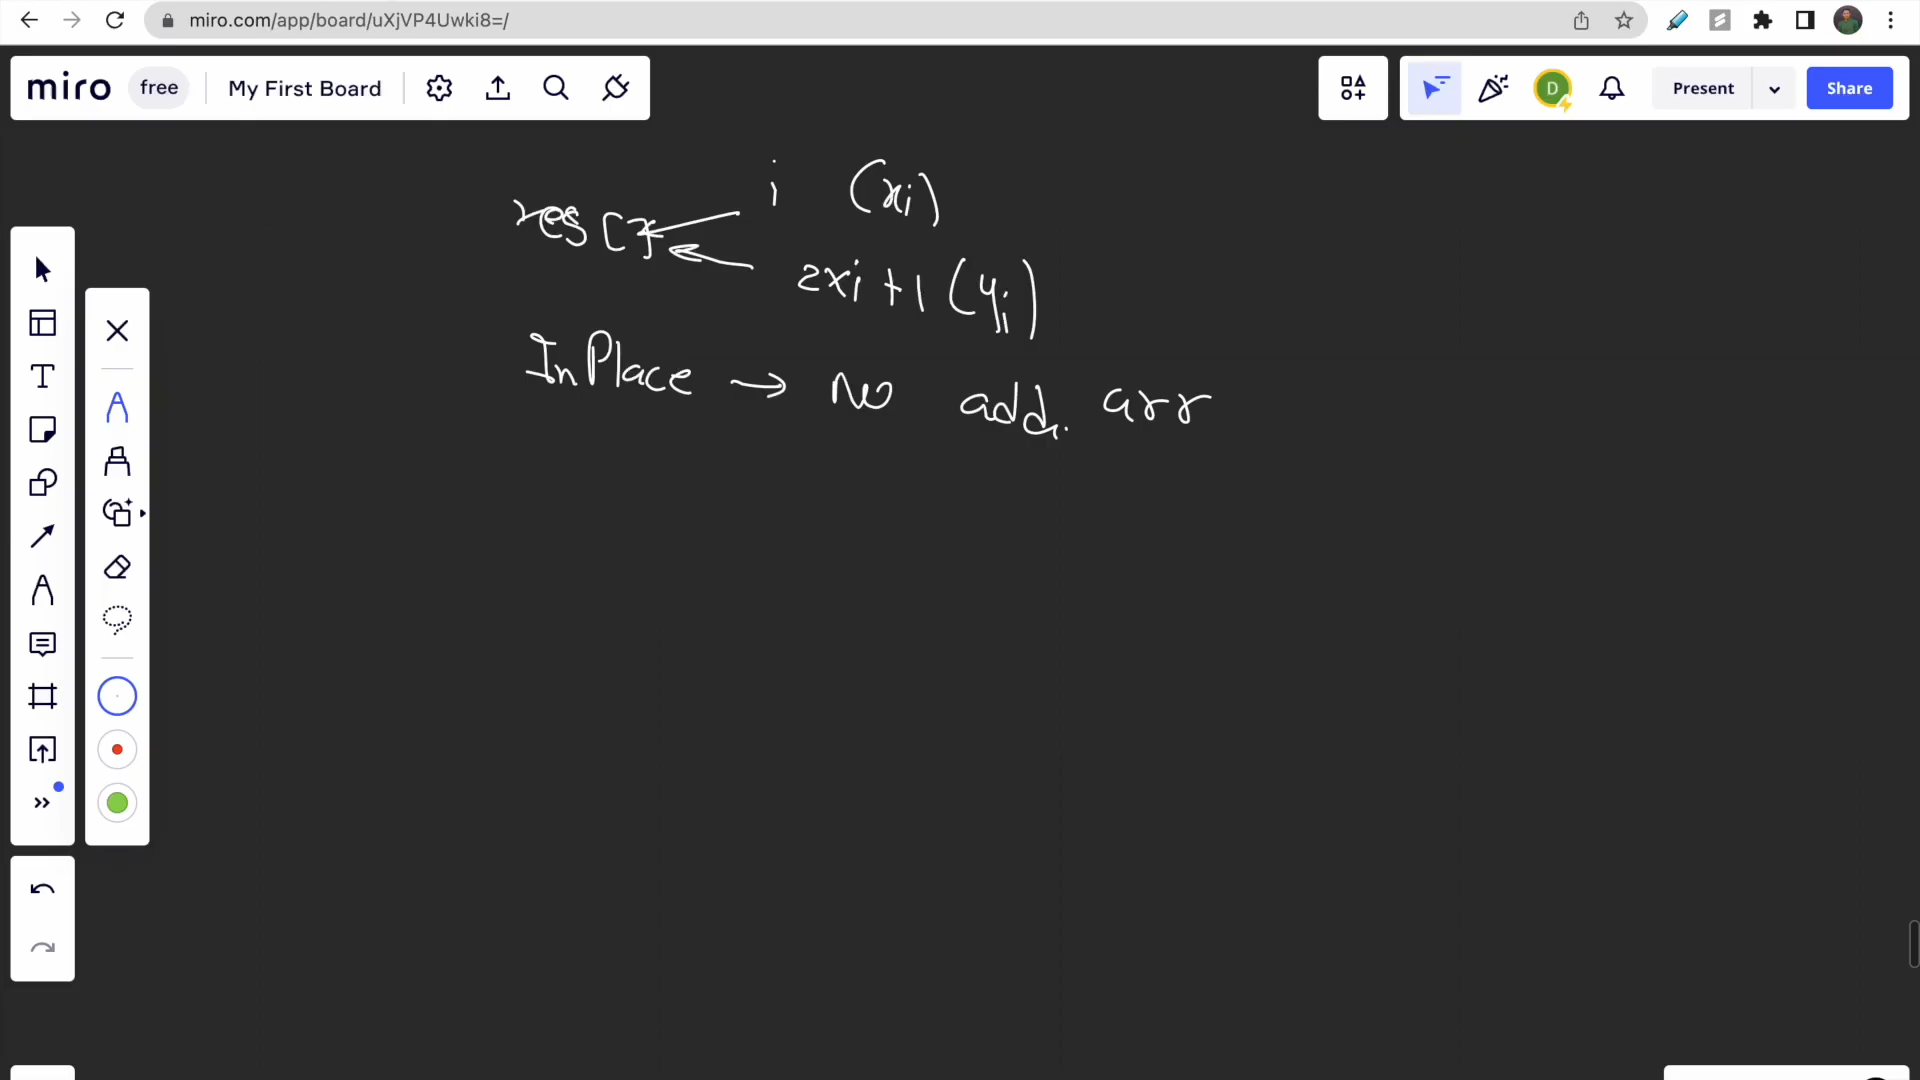 miro.com/app/board/uXjVP4Uwki8=/
miro free My First Board Present Share
D
i (xi)
res []
2xi+1 (yi)
InPlace → No add. arr